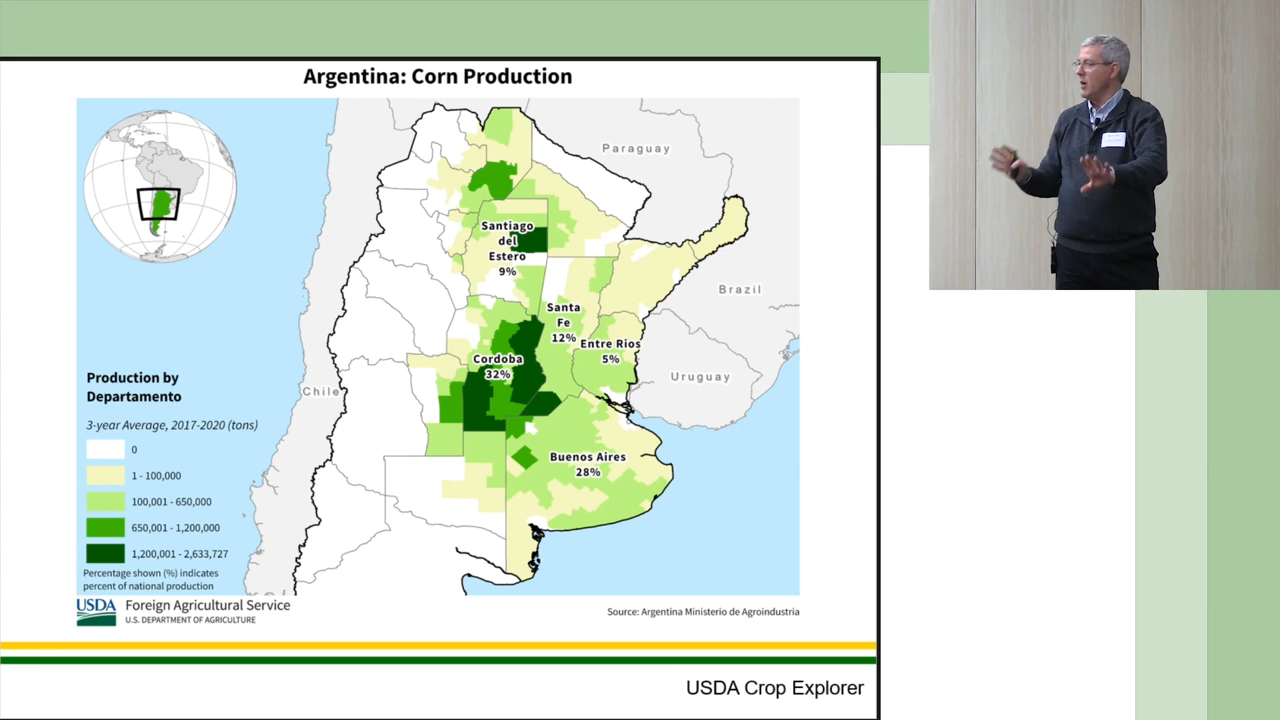 Argentina: Corn Production
Paraguay
Santiago
del
Estero
9%
Brazil
Santa
Fe
12%
Entre Rios
5%
Cordoba
32%
Uruguay
Chile
Buenos Aires
28%
Production by
Departamento
3-year Average, 2017-2020 (tons)
0
1 - 100,000
100,001 - 650,000
650,001 - 1,200,000
1,200,001 - 2,633,727
Percentage shown (%) indicates
percent of national production
USDA
Foreign Agricultural Service
U.S. DEPARTMENT OF AGRICULTURE
Source: Argentina Ministerio de Agroindustria
USDA Crop Explorer